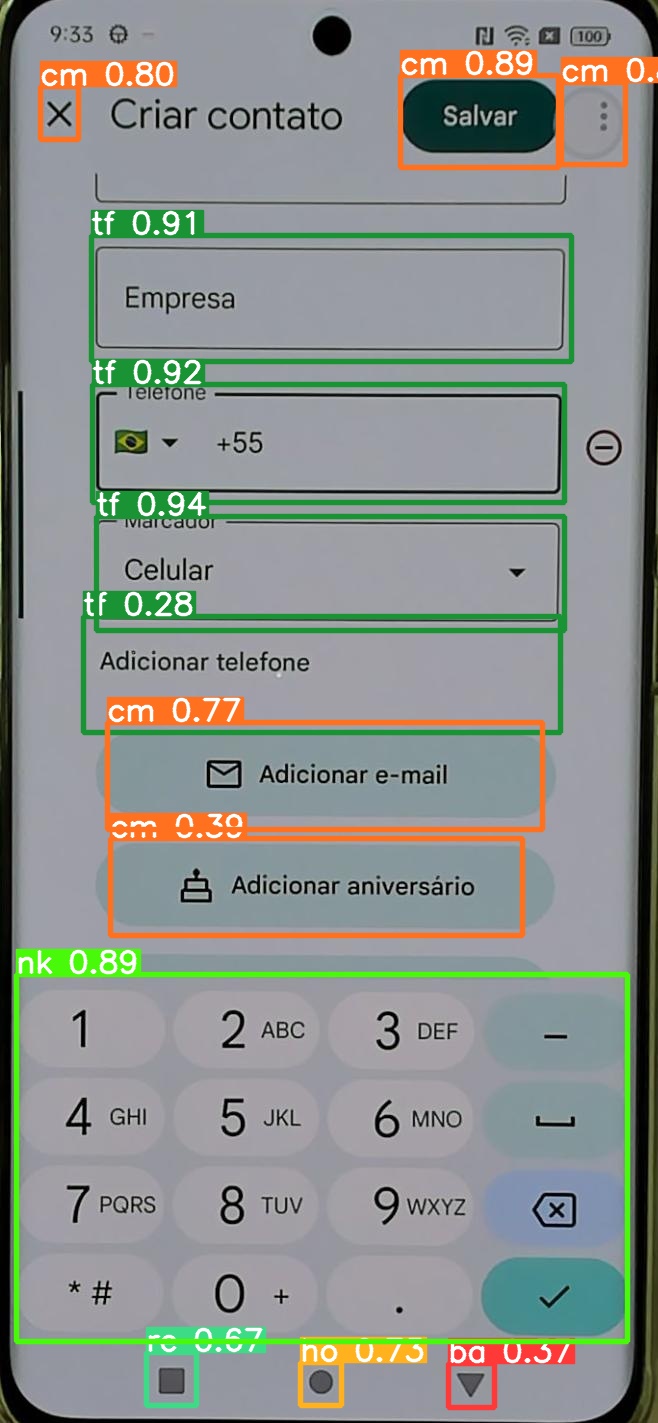 9:33 100
cm 0.80 cm 0.89 cm
Criar contato Salvar
tf 0.91
Empresa
tf 0.92
Telefone
+55
tf 0.94
Marcador
Celular
tf 0.28
Adicionar telefone
cm 0.77
Adicionar e-mail
cm 0.39
Adicionar aniversário
nk 0.89
1 2 ABC 3 DEF –
4 GHI 5 JKL 6 MNO
7 PQRS 8 TUV 9 WXYZ
* # 0 + .
re 0.67 ho 0.73 ba 0.37